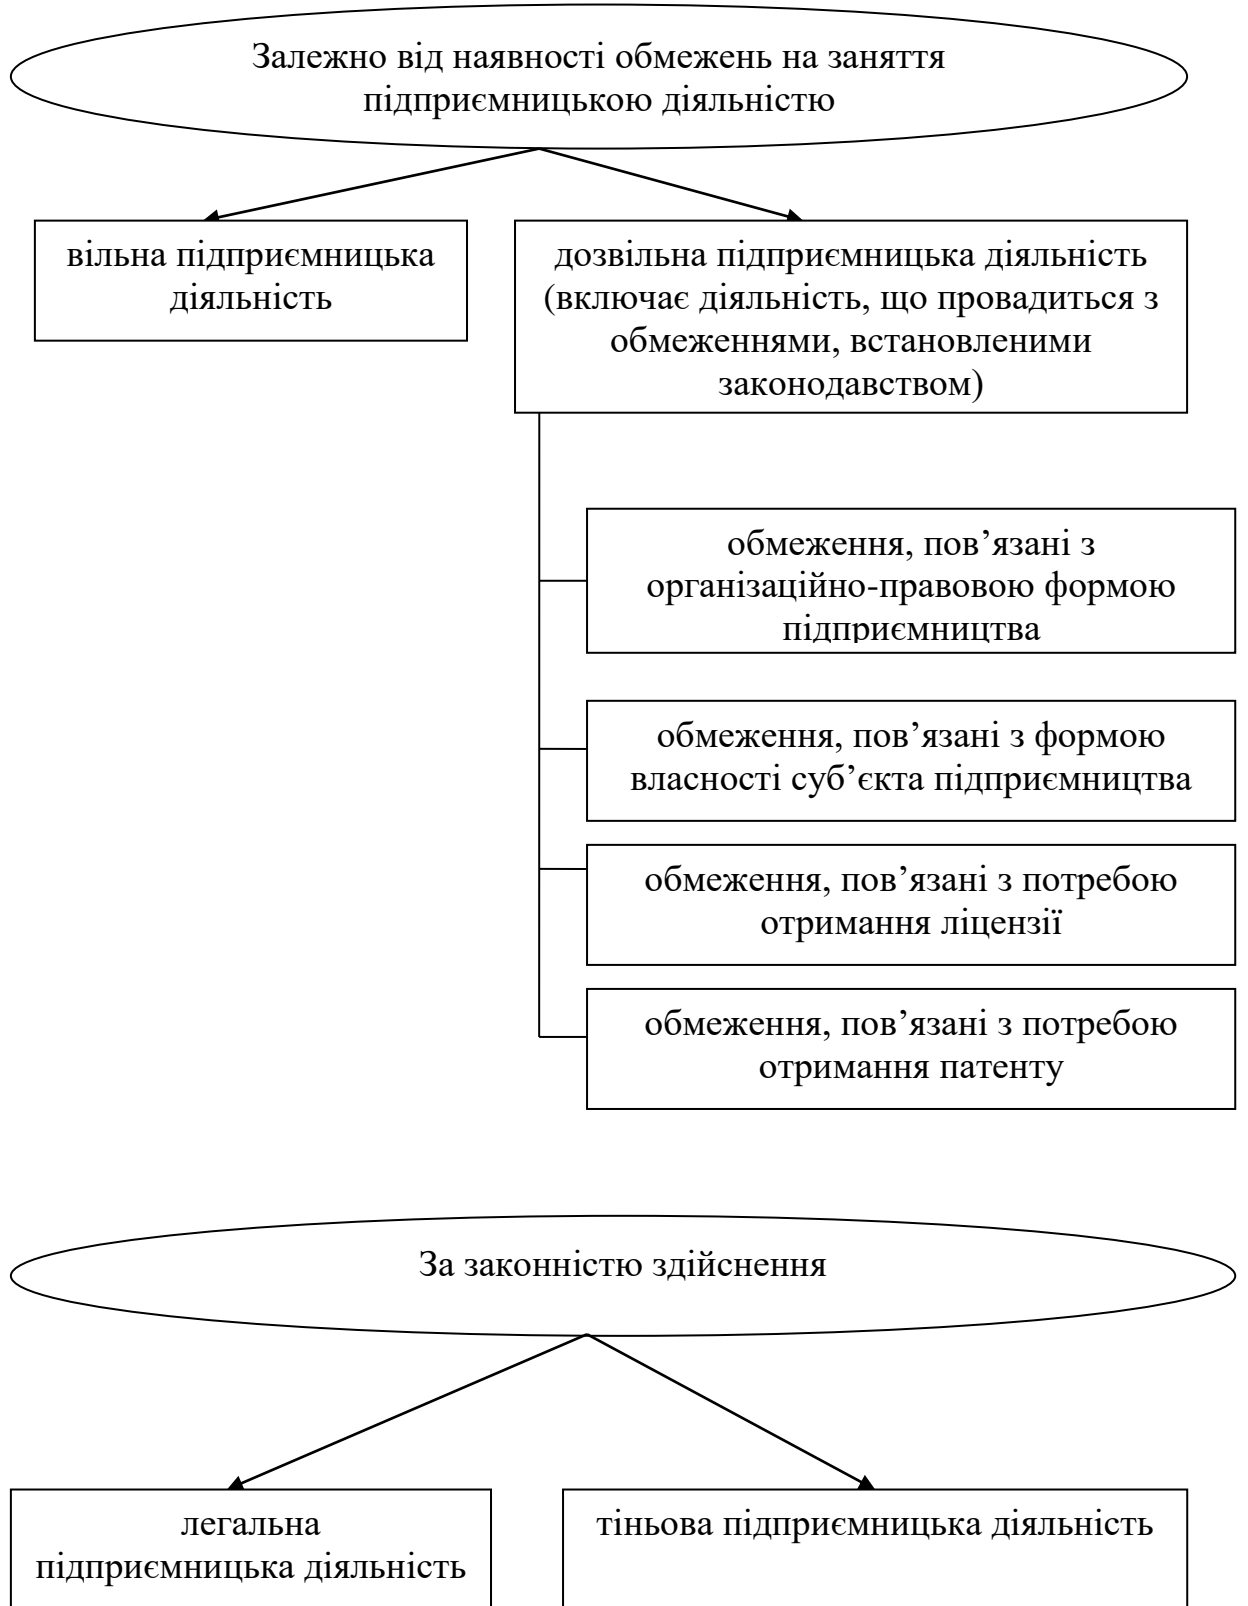 Залежно від наявності обмежень на заняття
підприємницькою діяльністю
вільна підприємницька
діяльність
дозвільна підприємницька діяльність
(включає діяльність, що провадиться з
обмеженнями, встановленими
законодавством)
обмеження, пов’язані з
організаційно-правовою формою
підприємництва
обмеження, пов’язані з формою
власності суб’єкта підприємництва
обмеження, пов’язані з потребою
отримання ліцензії
обмеження, пов’язані з потребою
отримання патенту
За законністю здійснення
легальна
підприємницька діяльність
тіньова підприємницька діяльність